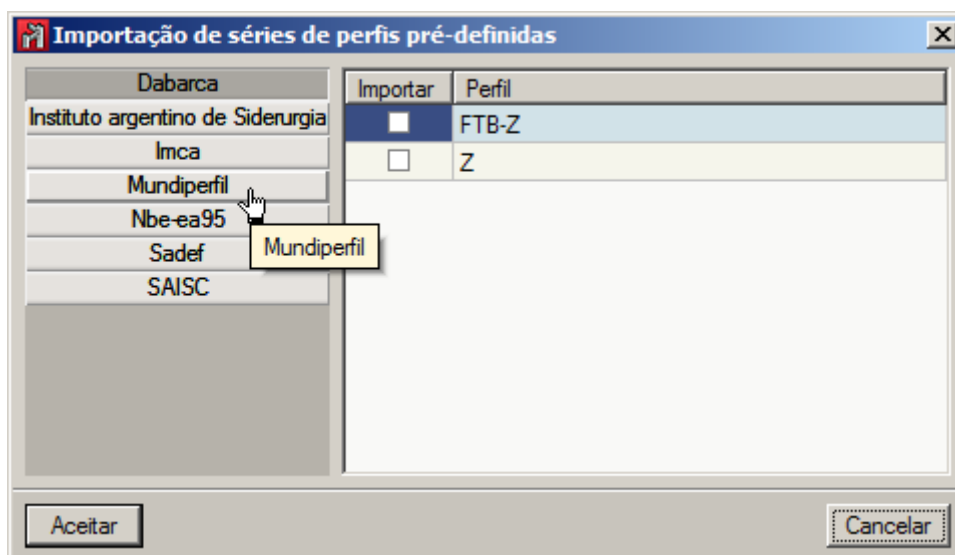 Importação de séries de perfis pré-definidas
Dabarca
Instituto argentino de Siderurgia
Imca
Mundiperfil
Nbe-ea95
Sadef
SAISC
Mundiperfil
Importar Perfil
FTB-Z
Z
Aceitar
Cancelar